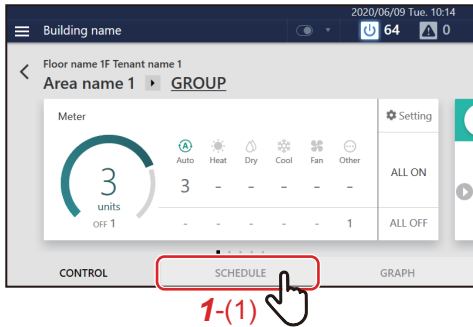 2020/06/09 Tue. 10:14
Building name 64 0
Floor name 1F Tenant name 1
Area name 1 GROUP
Meter Setting
A
Auto Heat Dry Cool Fan Other
3 - - - - -
ALL ON
3
units
OFF 1
- - - - - 1
ALL OFF
CONTROL SCHEDULE GRAPH
1-(1)